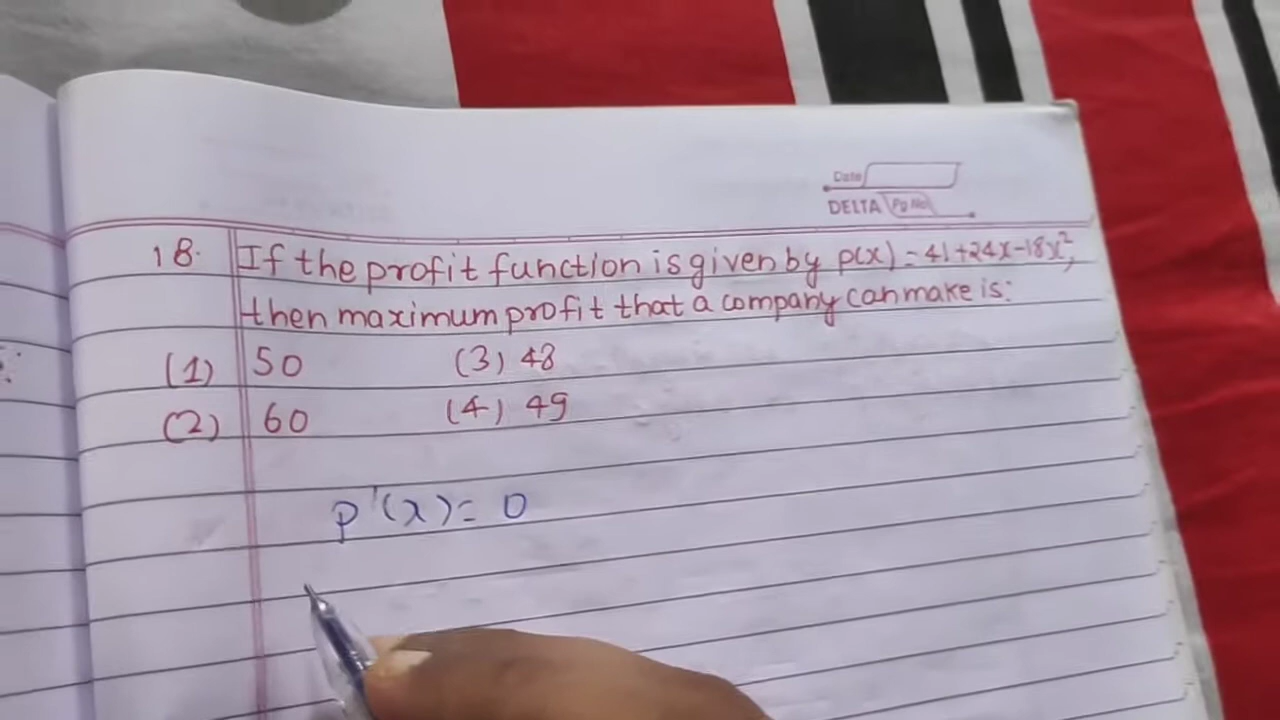 Date
DELTA Pg No
18. If the profit function is given by p(x) = 41+24x-18x²,
then maximum profit that a company can make is:
(1) 50 (3) 48
(2) 60 (4) 49
p'(x) = 0